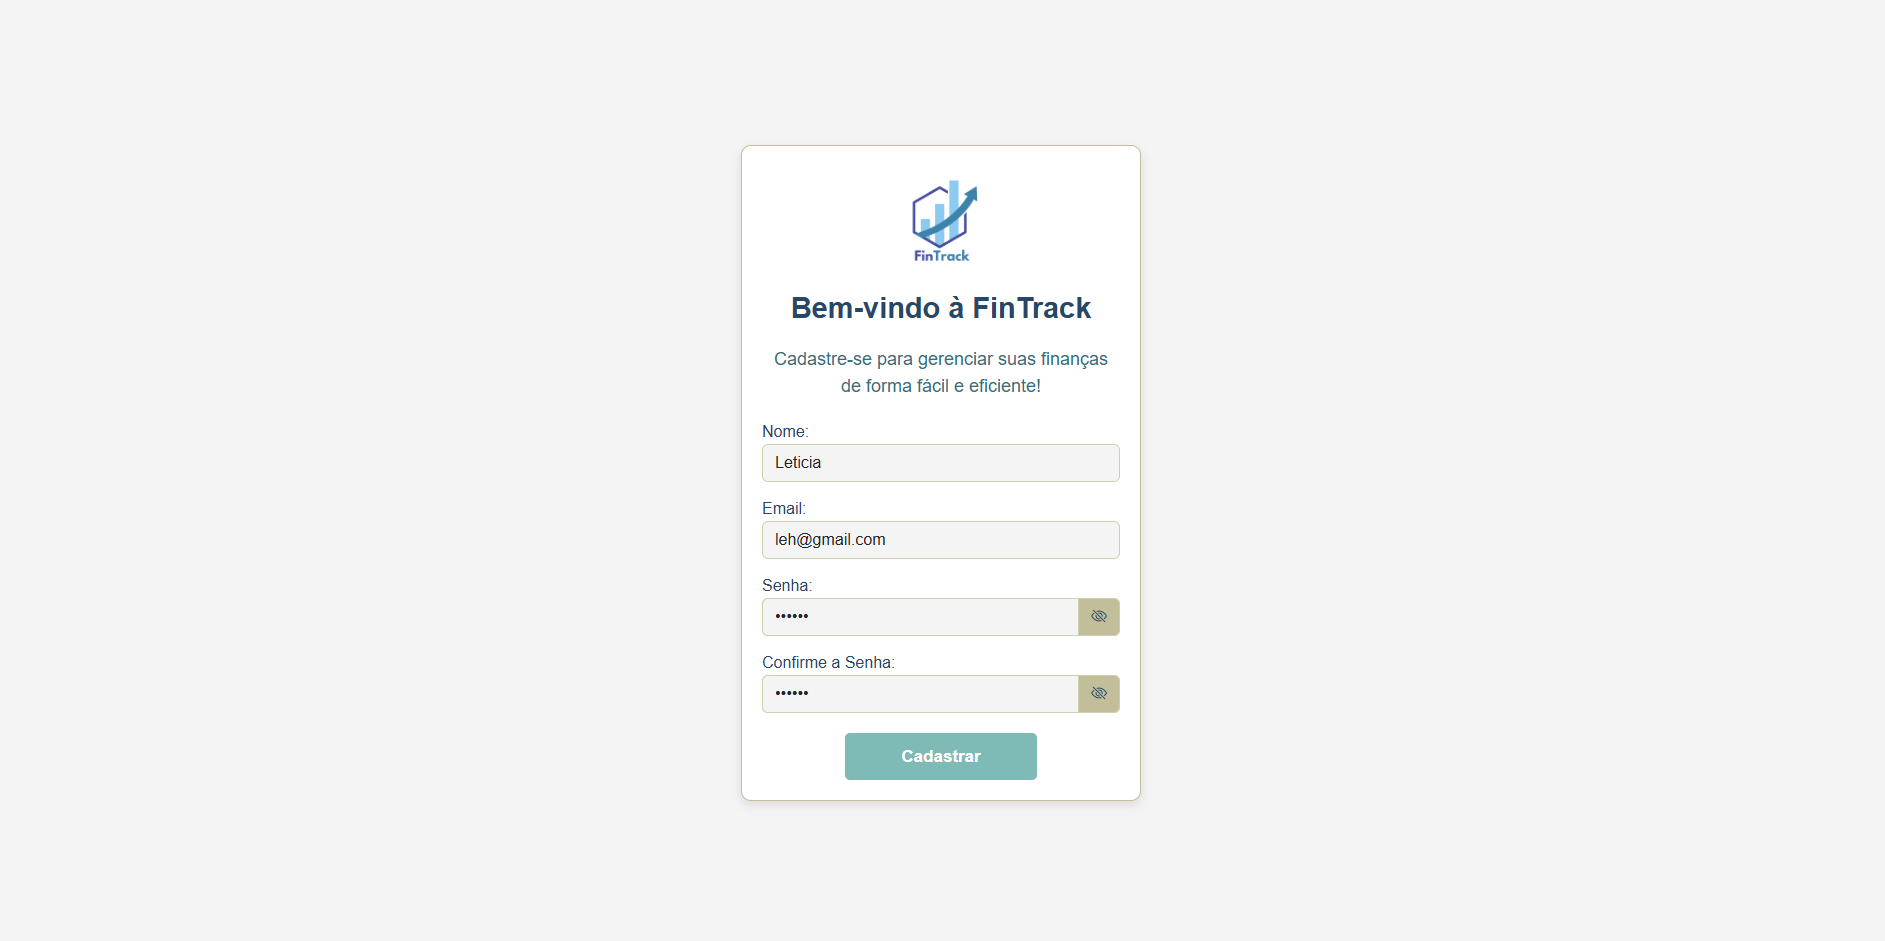 FinTrack
Bem-vindo à FinTrack
Cadastre-se para gerenciar suas finanças
de forma fácil e eficiente!
Nome:
Leticia
Email:
leh@gmail.com
Senha:
••••••
Confirme a Senha:
••••••
Cadastrar